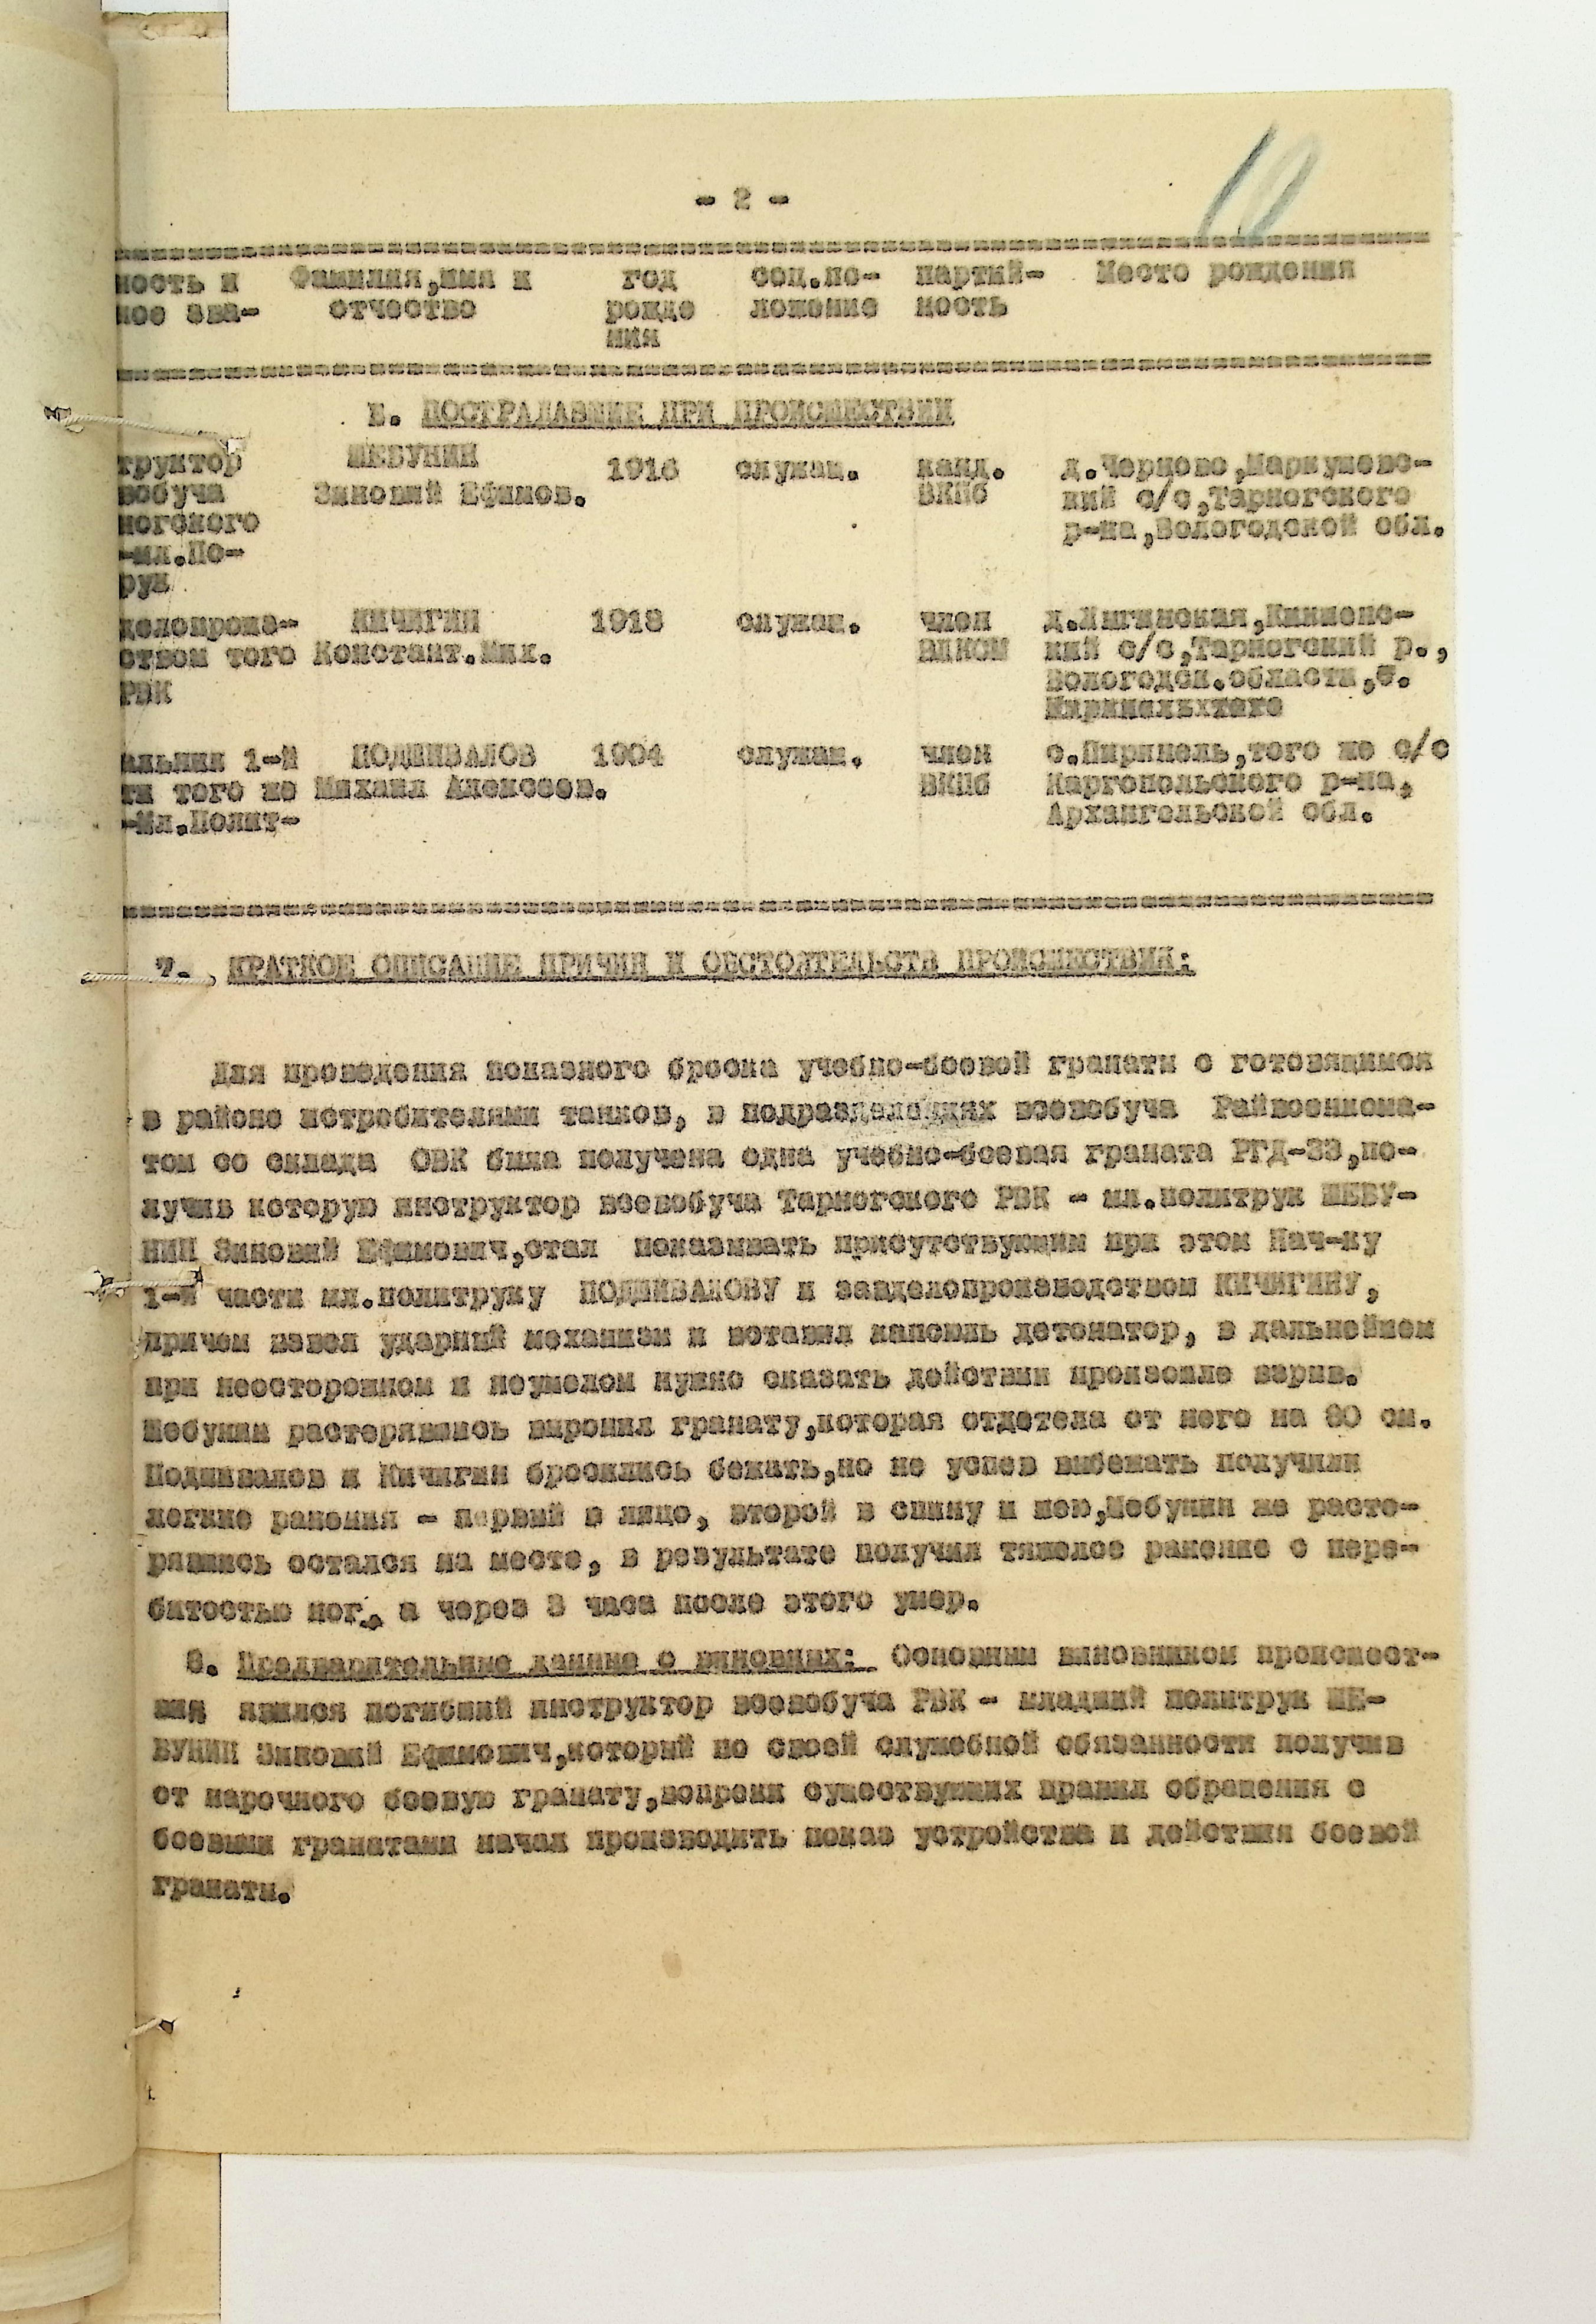 - 2 -
10
ность и Фамилия,имя и год соц.по- партий- Место рождения
ное зва- отчество рожде ложение ность
ния
Б. ПОСТРАДАВШИЕ ПРИ ПРОИСШЕСТВИИ
труктор ШЕБУНИН 1916 служащ. канд. д.Черново,Маркушевс-
вобуча Зиновий Ефимов. ВКПб кий с/с,Тарногского
ногского р-на,Вологодской обл.
-мл.По-
рук
делопроиз- КИЧИГИН 1918 служащ. член
ством того Констант.Мих. ВЛКСМ кий с/с,Тарногский р.,
РВК Вологодск.области,
альник 1-й ПОДШИВАЛОВ 1904 служащ. член с.Лиринель,того же с/с
ти того же Михаил Алексеев. ВКПб Каргопольского р-на,
-Мл.Полит- Архангельской обл.
7. КРАТКОЕ ОПИСАНИЕ ПРИЧИН И ОБСТОЯТЕЛЬСТВ ПРОИСШЕСТВИЯ:
Для проведения показного броска учебно-боевой гранаты с готовящимся
в районе истребителями танков, в подразделениях всевобуча Райвоенкома-
том со склада ОВК была получена одна учебно-боевая граната РГД-33,по-
лучив которую инструктор всевобуча Тарногского РВК - мл.политрук ШЕБУ-
НИН Зиновий Ефимович,стал показывать присутствующим при этом Нач-ку
1-й части мл.политруку ПОДШИВАЛОВУ и завделопроизводством КИЧИГИНУ,
причем взвел ударный механизм и вставил капсюль детонатор, в дальнейшем
при неосторожном и неумелом нужно сказать действии произошло взрыв.
Шебунин растерявшись выронил гранату,которая отлетела от него на 80 см.
Подшивалов и Кичигин бросились бежать,но не успев выбежать получили
легкие ранения - первый в лицо, второй в спину и шею,Шебунин же расте-
рявшись остался на месте, в результате получил тяжелое ранение с пере-
битостью ног, а через 3 часа после этого умер.
8. Предварительные данные о виновных: Основным виновником происшест-
вия явился погибший инструктор всевобуча РВК - младший политрук ШЕ-
БУНИН Зиновий Ефимович,который по своей служебной обязанности получив
от нарочного боевую гранату,вопреки существующих правил обращения с
боевыми гранатами начал производить показ устройства и действия боевой
гранаты.